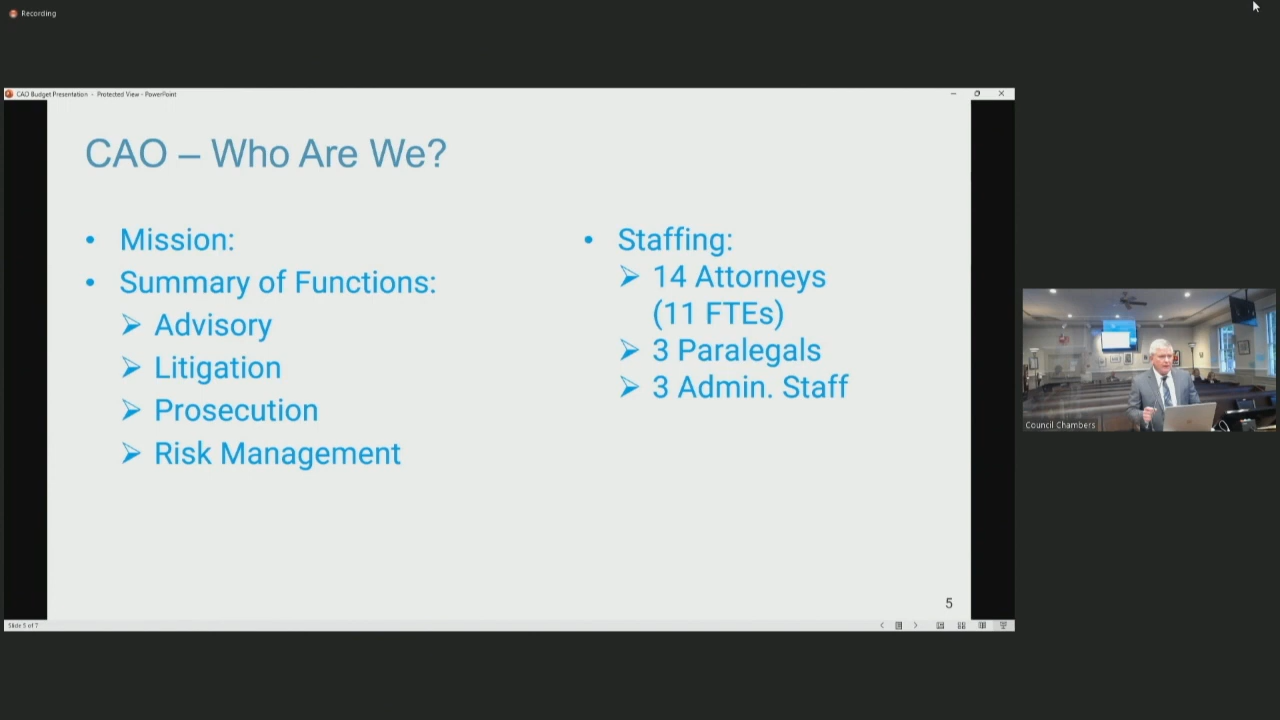 Recording
CAO Budget Presentation - Protected View - PowerPoint
CAO – Who Are We?
• Mission:
• Summary of Functions:
➢ Advisory
➢ Litigation
➢ Prosecution
➢ Risk Management
• Staffing:
➢ 14 Attorneys
(11 FTEs)
➢ 3 Paralegals
➢ 3 Admin. Staff
5
Slide 5 of 7
Council Chambers